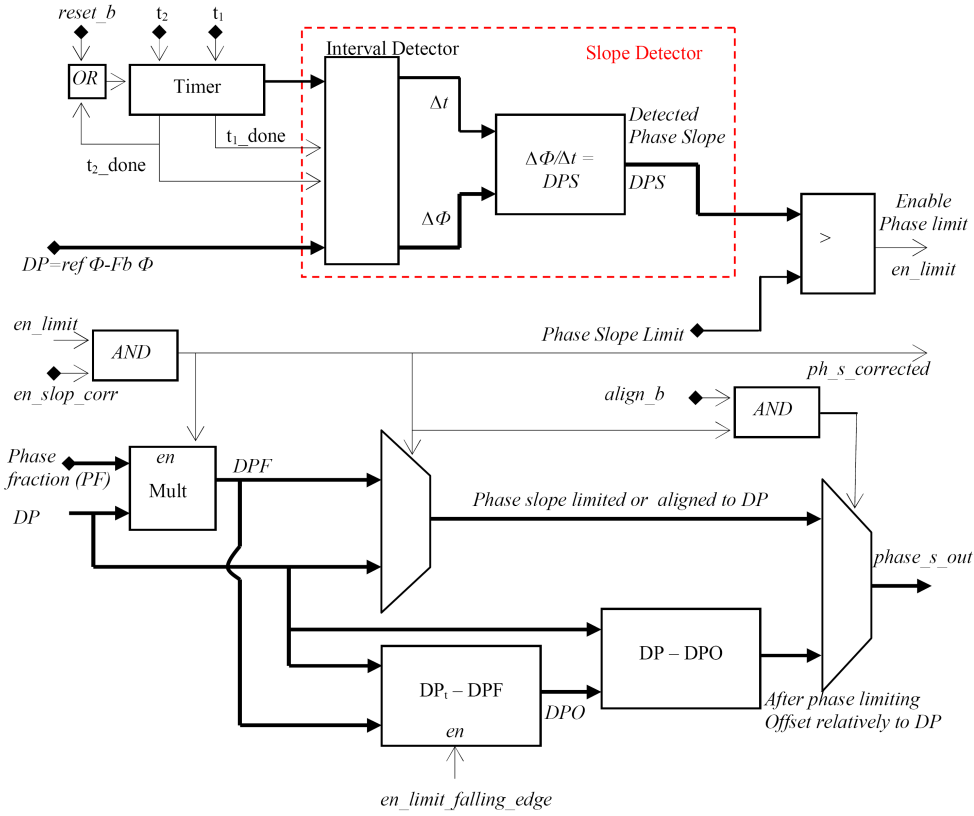 reset_b
t2
t1
OR
Timer
Interval Detector
Slope Detector
t1_done
t2_done
Δt
ΔΦ
ΔΦ/Δt =
DPS
Detected
Phase Slope
DPS
DP=ref Φ-Fb Φ
>
Enable
Phase limit
en_limit
Phase Slope Limit
en_limit
AND
en_slop_corr
ph_s_corrected
align_b
AND
Phase
fraction (PF)
en
Mult
DPF
DP
Phase slope limited or aligned to DP
phase_s_out
DP – DPO
DPt – DPF
en
DPO
After phase limiting
Offset relatively to DP
en_limit_falling_edge